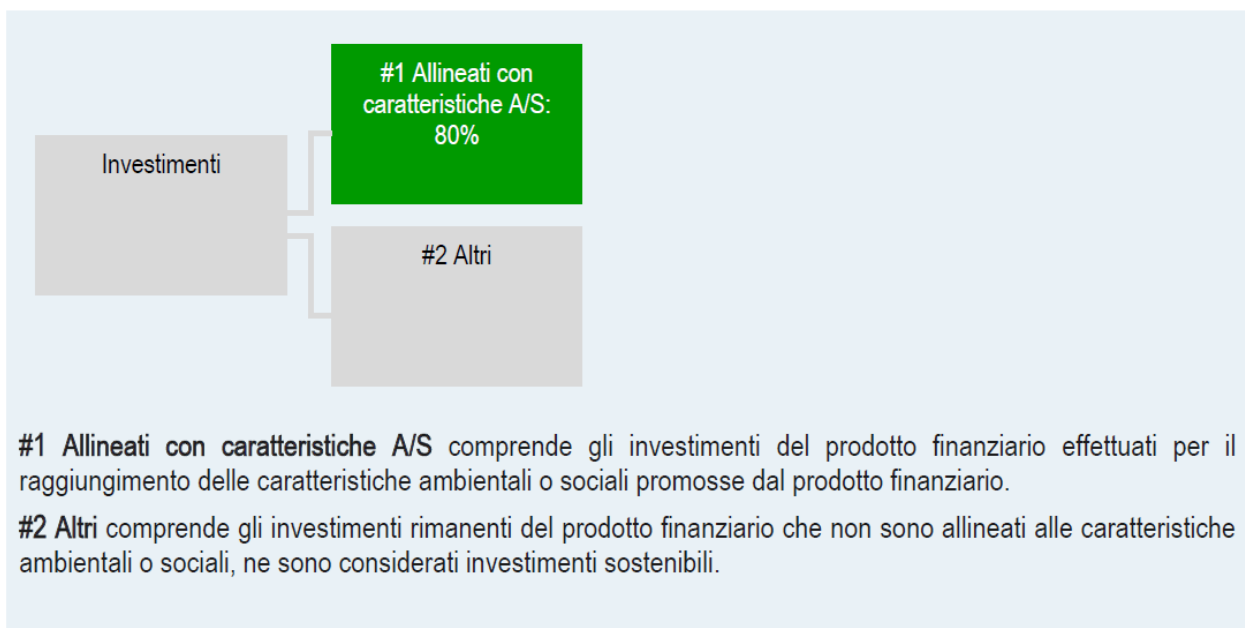 #1 Allineati con
caratteristiche A/S:
80%
Investimenti
#2 Altri
#1 Allineati con caratteristiche A/S comprende gli investimenti del prodotto finanziario effettuati per il
raggiungimento delle caratteristiche ambientali o sociali promosse dal prodotto finanziario.
#2 Altri comprende gli investimenti rimanenti del prodotto finanziario che non sono allineati alle caratteristiche
ambientali o sociali, ne sono considerati investimenti sostenibili.